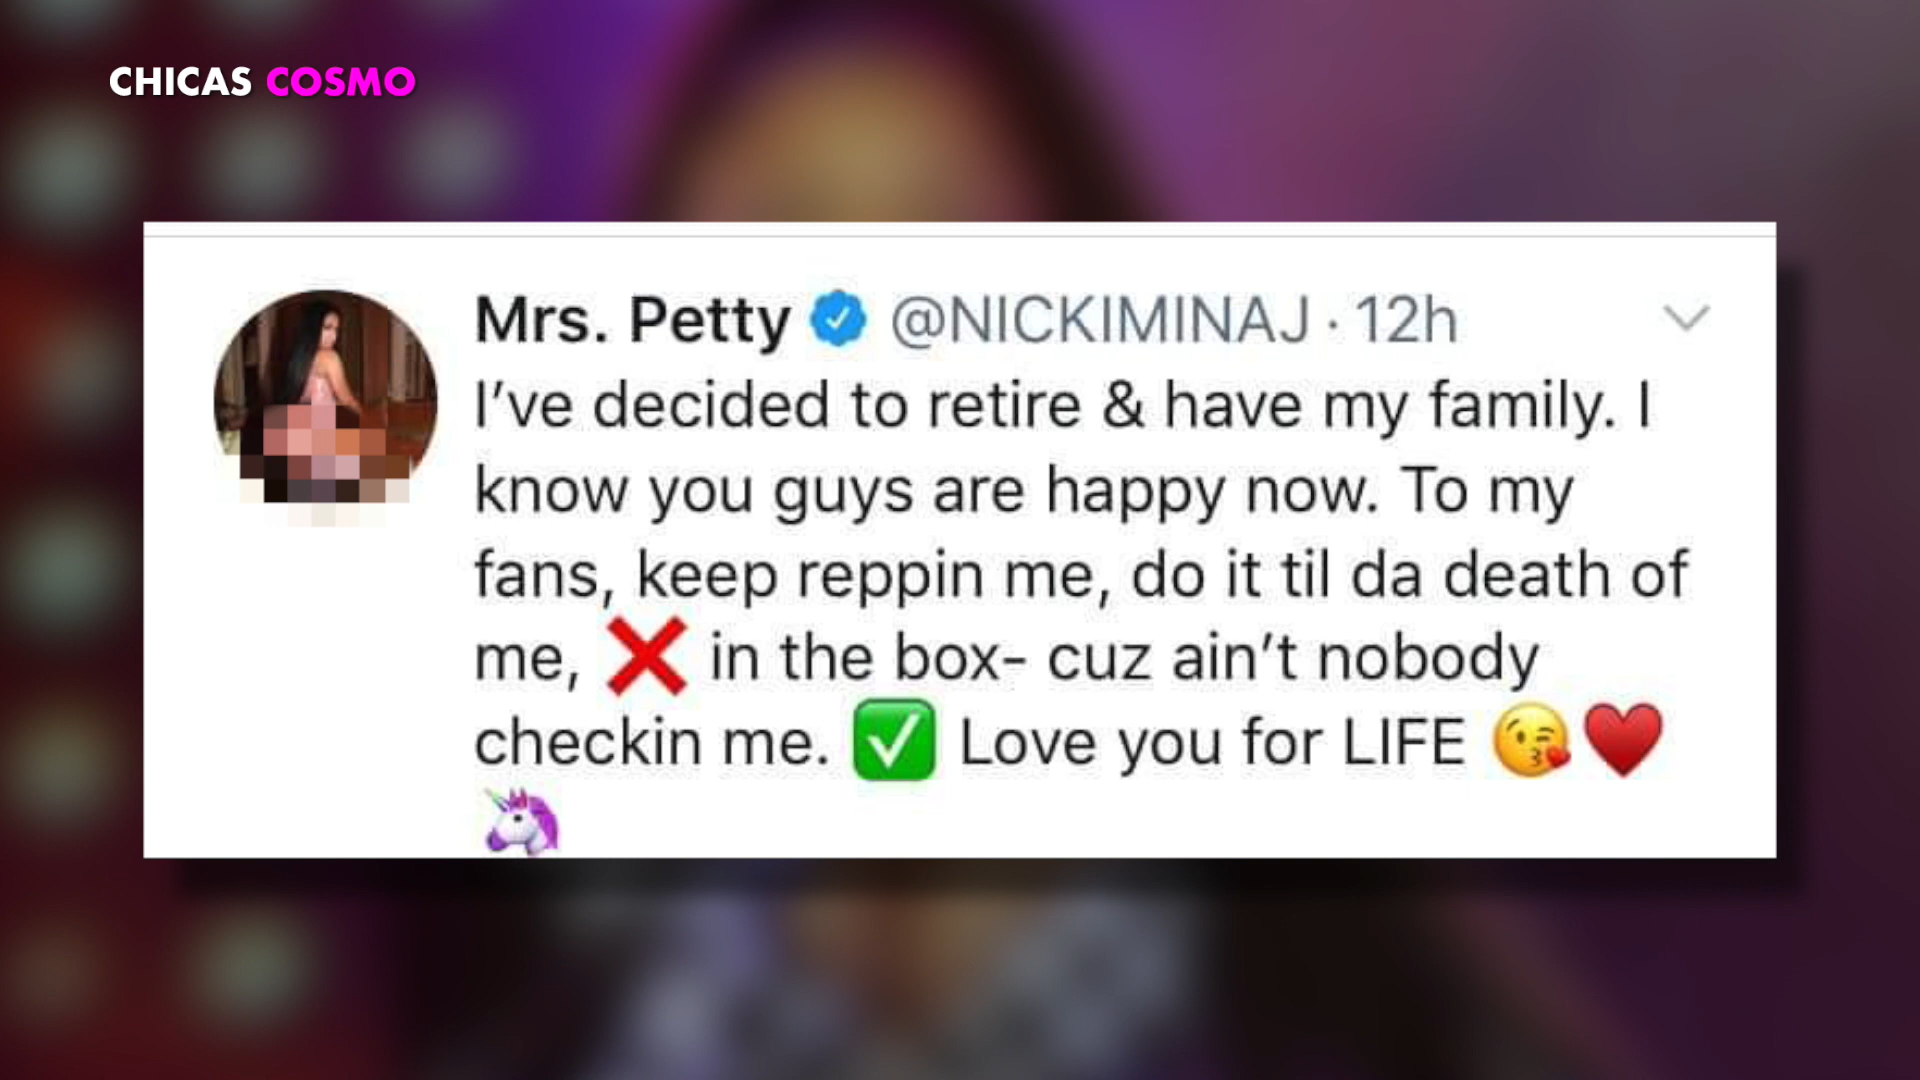 CHICAS COSMO
Mrs. Petty @NICKIMINAJ · 12h
I’ve decided to retire & have my family. I
know you guys are happy now. To my
fans, keep reppin me, do it til da death of
me, ❌ in the box- cuz ain’t nobody
checkin me. ✅ Love you for LIFE 😘❤️
🦄